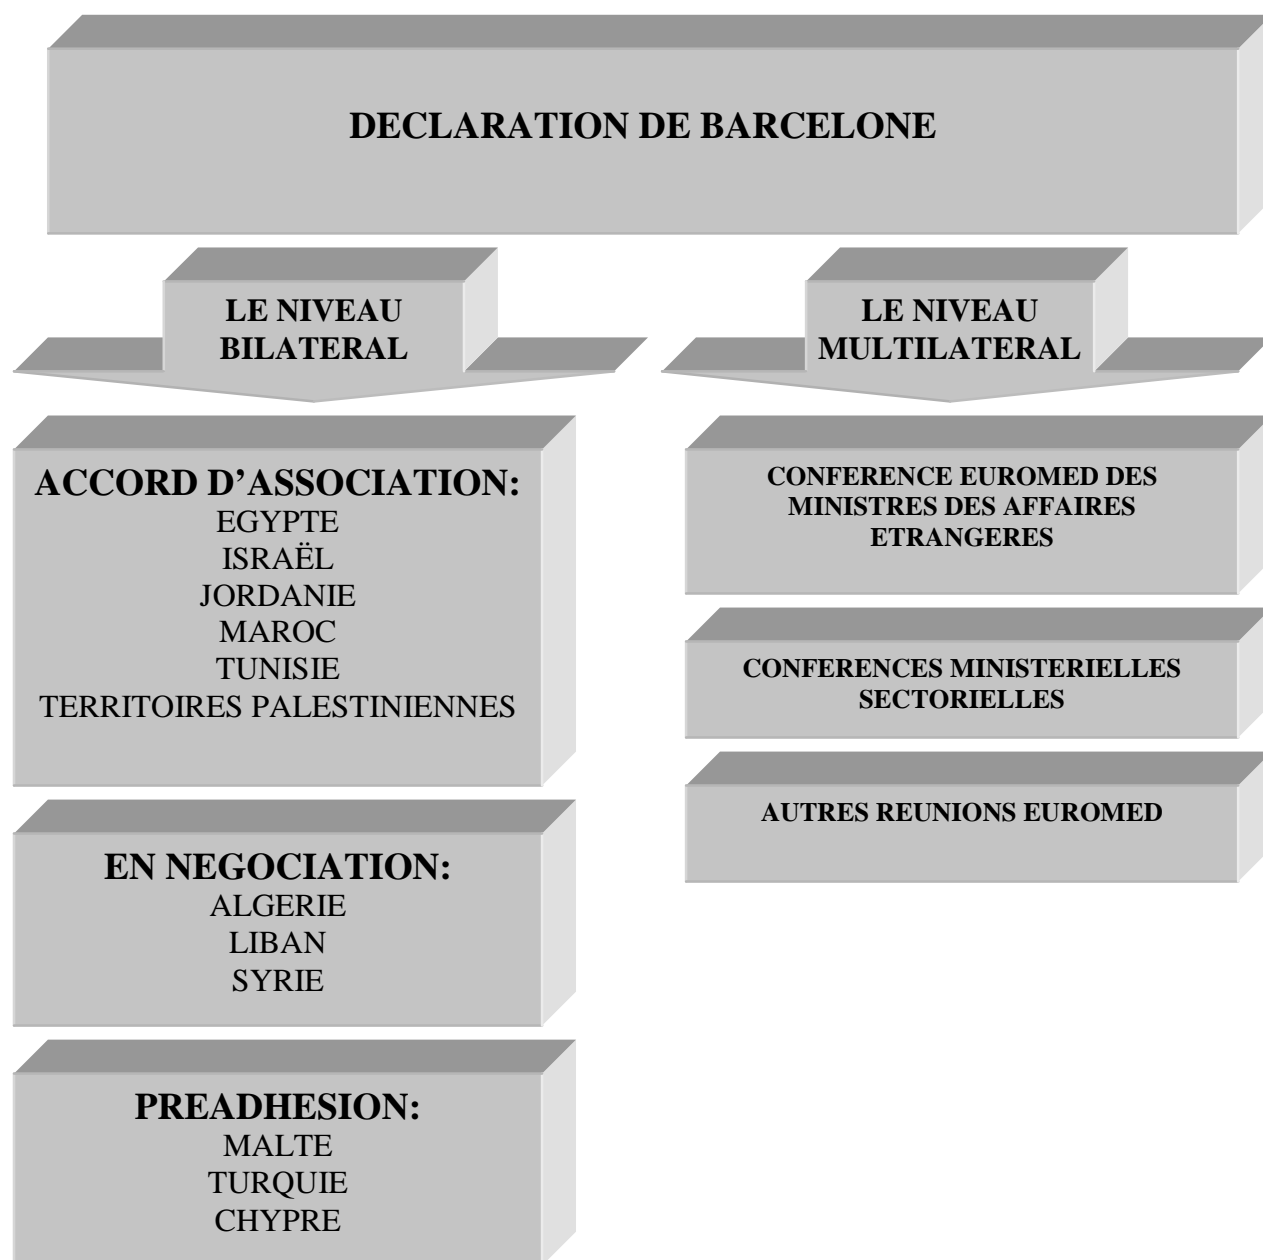 DECLARATION DE BARCELONE
LE NIVEAU
BILATERAL
ACCORD D’ASSOCIATION:
EGYPTE
ISRAËL
JORDANIE
MAROC
TUNISIE
TERRITOIRES PALESTINIENNES
EN NEGOCIATION:
ALGERIE
LIBAN
SYRIE
PREADHESION:
MALTE
TURQUIE
CHYPRE
LE NIVEAU
MULTILATERAL
CONFERENCE EUROMED DES
MINISTRES DES AFFAIRES
ETRANGERES
CONFERENCES MINISTERIELLES
SECTORIELLES
AUTRES REUNIONS EUROMED